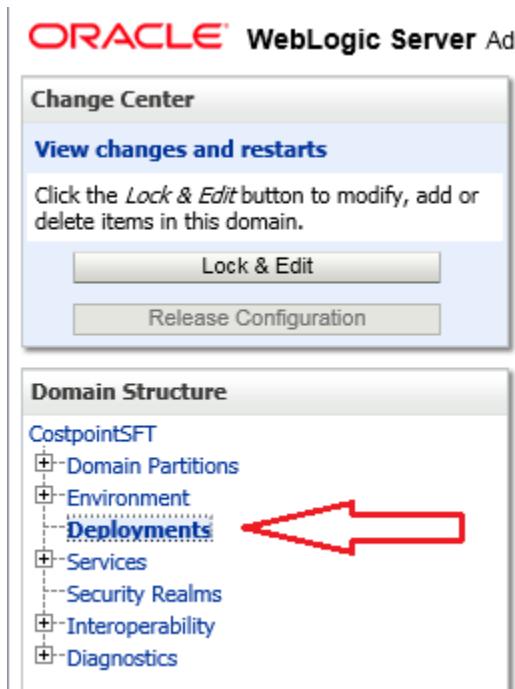 ORACLE WebLogic Server Ad
Change Center
View changes and restarts
Click the Lock & Edit button to modify, add or
delete items in this domain.
Lock & Edit
Release Configuration
Domain Structure
CostpointSFT
Domain Partitions
Environment
Deployments
Services
Security Realms
Interoperability
Diagnostics